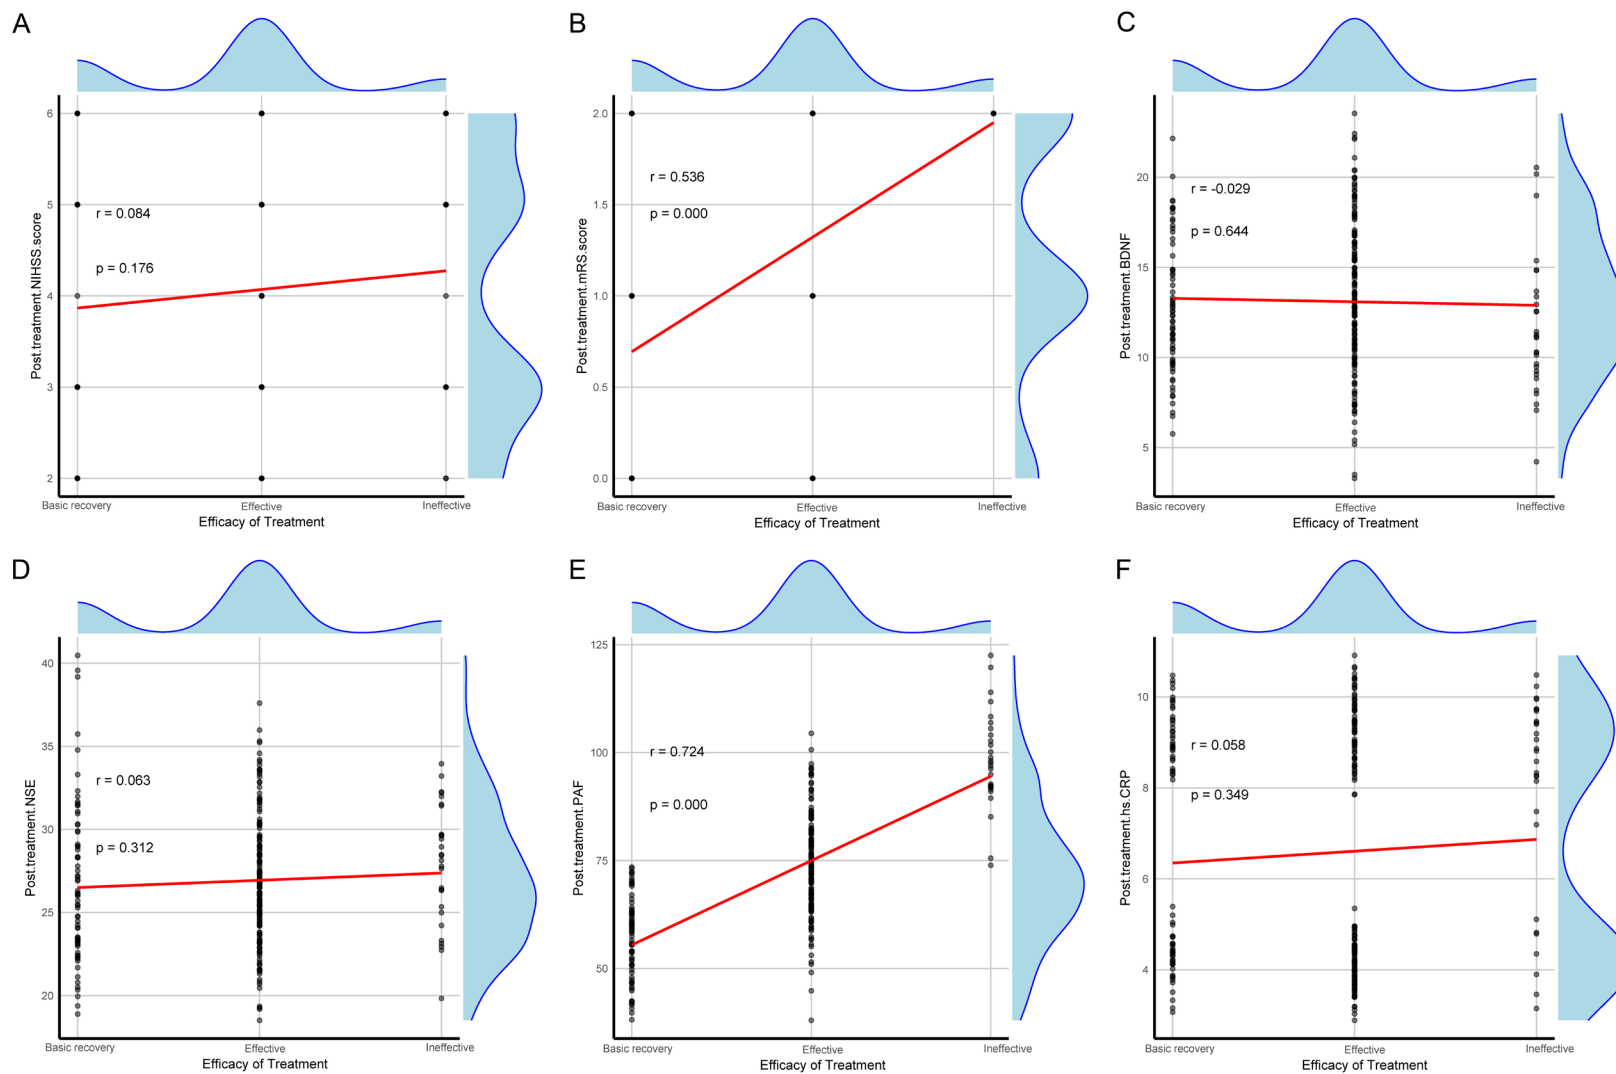 A
Post.treatment.NIHSS.score
6
5
4
3
2
r = 0.084
p = 0.176
Basic recovery
Effective
Ineffective
Efficacy of Treatment
B
Post.treatment.mRS.score
2.0
1.5
1.0
0.5
0.0
r = 0.536
p = 0.000
Basic recovery
Effective
Ineffective
Efficacy of Treatment
C
Post.treatment.BDNF
20
15
10
5
r = -0.029
p = 0.644
Basic recovery
Effective
Ineffective
Efficacy of Treatment
D
Post.treatment.NSE
40
35
30
25
20
r = 0.063
p = 0.312
Basic recovery
Effective
Ineffective
Efficacy of Treatment
E
Post.treatment.PAF
125
100
75
50
r = 0.724
p = 0.000
Basic recovery
Effective
Ineffective
Efficacy of Treatment
F
Post.treatment.hs.CRP
10
8
6
4
r = 0.058
p = 0.349
Basic recovery
Effective
Ineffective
Efficacy of Treatment